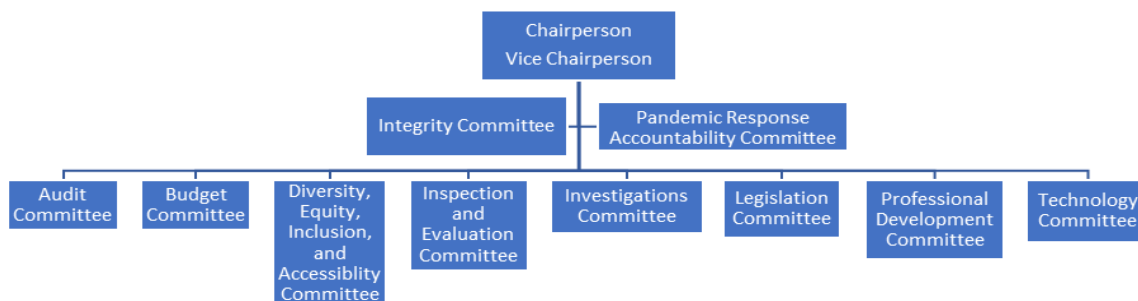 Chairperson
Vice Chairperson
Integrity Committee
Pandemic Response
Accountability Committee
Audit
Committee
Budget
Committee
Diversity,
Equity,
Inclusion,
and
Accessiblity
Committee
Inspection
and
Evaluation
Committee
Investigations
Committee
Legislation
Committee
Professional
Development
Committee
Technology
Committee